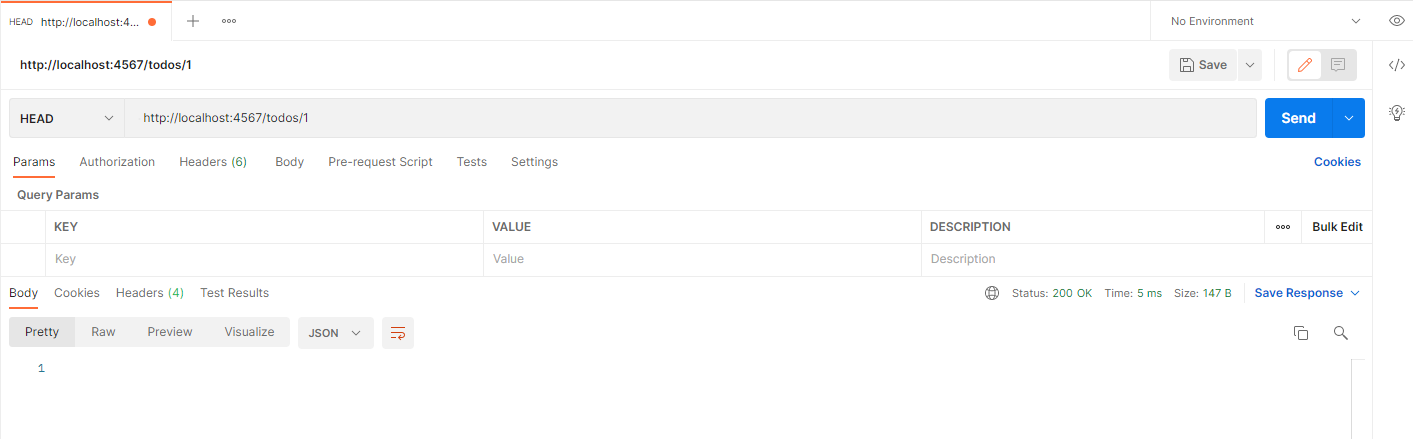 HEAD http://localhost:4... No Environment
http://localhost:4567/todos/1 Save
HEAD http://localhost:4567/todos/1 Send
Params Authorization Headers (6) Body Pre-request Script Tests Settings Cookies
Query Params
KEY VALUE DESCRIPTION Bulk Edit
Key Value Description
Body Cookies Headers (4) Test Results Status: 200 OK Time: 5 ms Size: 147 B Save Response
Pretty Raw Preview Visualize JSON
1